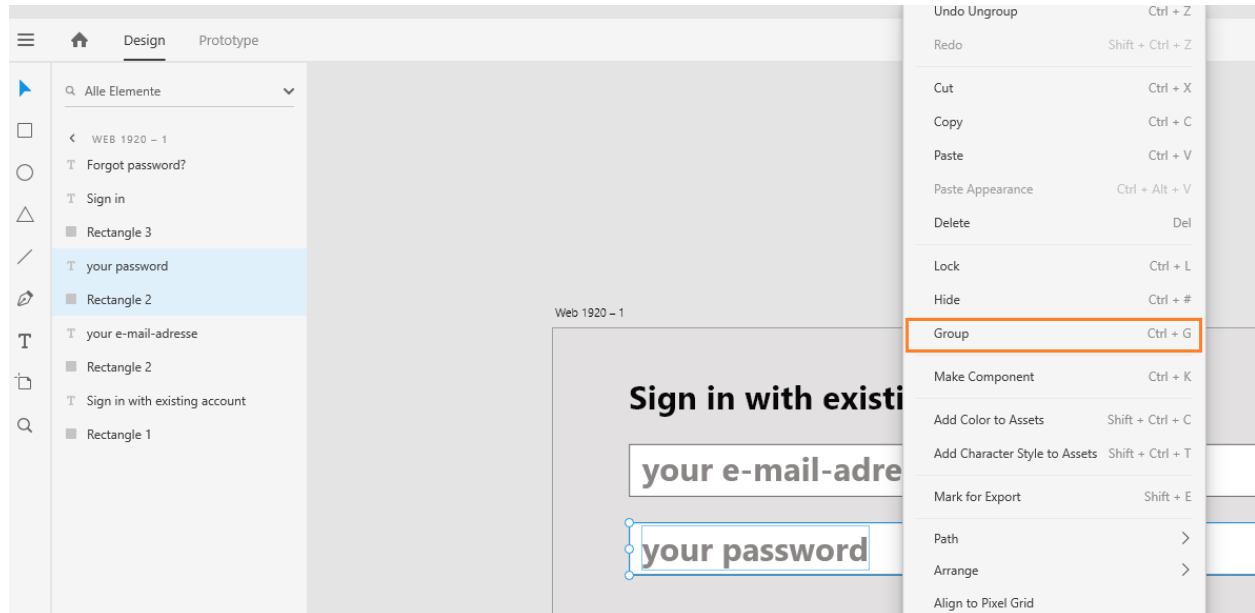 Design Prototype
Alle Elemente
WEB 1920 – 1
Forgot password?
Sign in
Rectangle 3
your password
Rectangle 2
your e-mail-adresse
Rectangle 2
Sign in with existing account
Rectangle 1
Web 1920 – 1
Sign in with existi
your e-mail-adre
your password
Undo Ungroup Ctrl + Z
Redo Shift + Ctrl + Z
Cut Ctrl + X
Copy Ctrl + C
Paste Ctrl + V
Paste Appearance Ctrl + Alt + V
Delete Del
Lock Ctrl + L
Hide Ctrl + #
Group Ctrl + G
Make Component Ctrl + K
Add Color to Assets Shift + Ctrl + C
Add Character Style to Assets Shift + Ctrl + T
Mark for Export Shift + E
Path
Arrange
Align to Pixel Grid